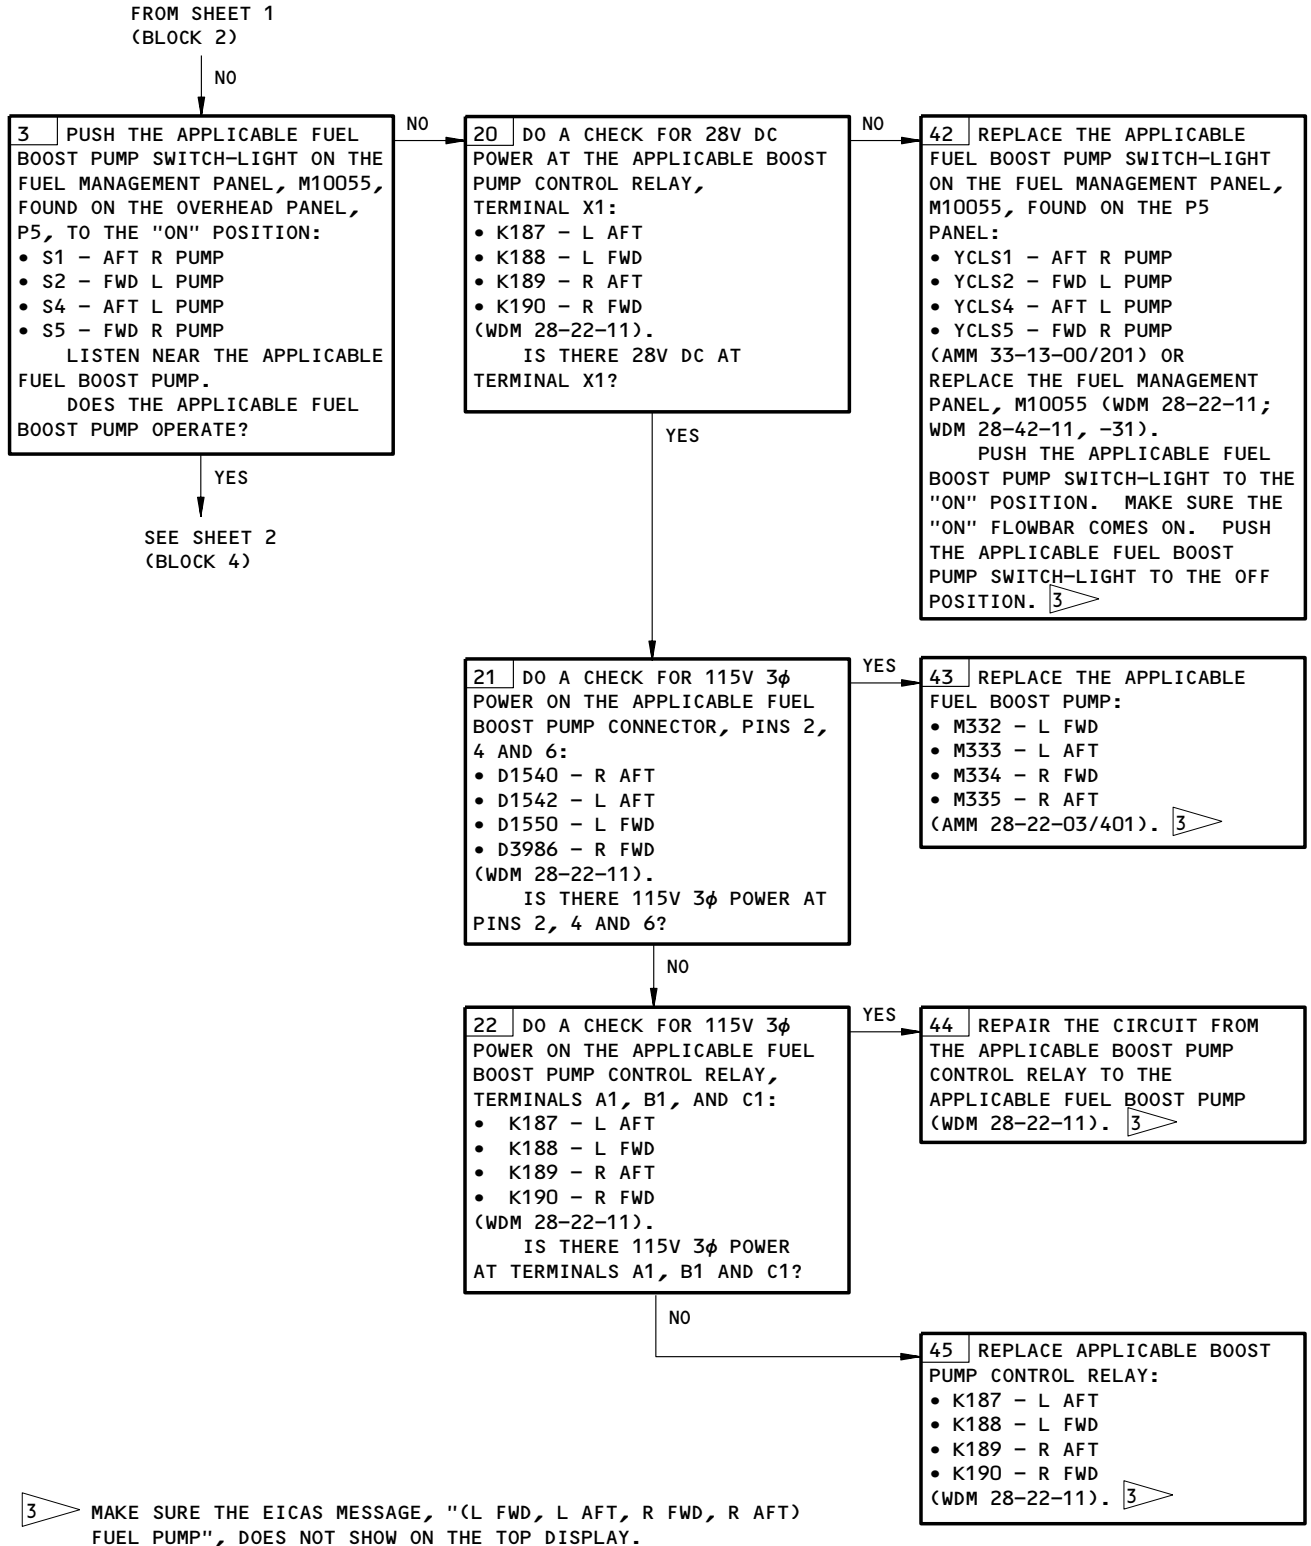 FROM SHEET 1
(BLOCK 2)
NO
3 PUSH THE APPLICABLE FUEL
BOOST PUMP SWITCH-LIGHT ON THE
FUEL MANAGEMENT PANEL, M10055,
FOUND ON THE OVERHEAD PANEL,
P5, TO THE "ON" POSITION:
• S1 - AFT R PUMP
• S2 - FWD L PUMP
• S4 - AFT L PUMP
• S5 - FWD R PUMP
LISTEN NEAR THE APPLICABLE
FUEL BOOST PUMP.
DOES THE APPLICABLE FUEL
BOOST PUMP OPERATE?
YES
SEE SHEET 2
(BLOCK 4)
NO
20 DO A CHECK FOR 28V DC
POWER AT THE APPLICABLE BOOST
PUMP CONTROL RELAY,
TERMINAL X1:
• K187 - L AFT
• K188 - L FWD
• K189 - R AFT
• K190 - R FWD
(WDM 28-22-11).
IS THERE 28V DC AT
TERMINAL X1?
NO
42 REPLACE THE APPLICABLE
FUEL BOOST PUMP SWITCH-LIGHT
ON THE FUEL MANAGEMENT PANEL,
M10055, FOUND ON THE P5
PANEL:
• YCLS1 - AFT R PUMP
• YCLS2 - FWD L PUMP
• YCLS4 - AFT L PUMP
• YCLS5 - FWD R PUMP
(AMM 33-13-00/201) OR
REPLACE THE FUEL MANAGEMENT
PANEL, M10055 (WDM 28-22-11;
WDM 28-42-11, -31).
PUSH THE APPLICABLE FUEL
BOOST PUMP SWITCH-LIGHT TO THE
"ON" POSITION. MAKE SURE THE
"ON" FLOWBAR COMES ON. PUSH
THE APPLICABLE FUEL BOOST
PUMP SWITCH-LIGHT TO THE OFF
POSITION. 3
YES
21 DO A CHECK FOR 115V 3ϕ
POWER ON THE APPLICABLE FUEL
BOOST PUMP CONNECTOR, PINS 2,
4 AND 6:
• D1540 - R AFT
• D1542 - L AFT
• D1550 - L FWD
• D3986 - R FWD
(WDM 28-22-11).
IS THERE 115V 3ϕ POWER AT
PINS 2, 4 AND 6?
YES
43 REPLACE THE APPLICABLE
FUEL BOOST PUMP:
• M332 - L FWD
• M333 - L AFT
• M334 - R FWD
• M335 - R AFT
(AMM 28-22-03/401). 3
NO
22 DO A CHECK FOR 115V 3ϕ
POWER ON THE APPLICABLE FUEL
BOOST PUMP CONTROL RELAY,
TERMINALS A1, B1, AND C1:
• K187 - L AFT
• K188 - L FWD
• K189 - R AFT
• K190 - R FWD
(WDM 28-22-11).
IS THERE 115V 3ϕ POWER
AT TERMINALS A1, B1 AND C1?
YES
44 REPAIR THE CIRCUIT FROM
THE APPLICABLE BOOST PUMP
CONTROL RELAY TO THE
APPLICABLE FUEL BOOST PUMP
(WDM 28-22-11). 3
NO
45 REPLACE APPLICABLE BOOST
PUMP CONTROL RELAY:
• K187 - L AFT
• K188 - L FWD
• K189 - R AFT
• K190 - R FWD
(WDM 28-22-11). 3
3 MAKE SURE THE EICAS MESSAGE, "(L FWD, L AFT, R FWD, R AFT)
FUEL PUMP", DOES NOT SHOW ON THE TOP DISPLAY.